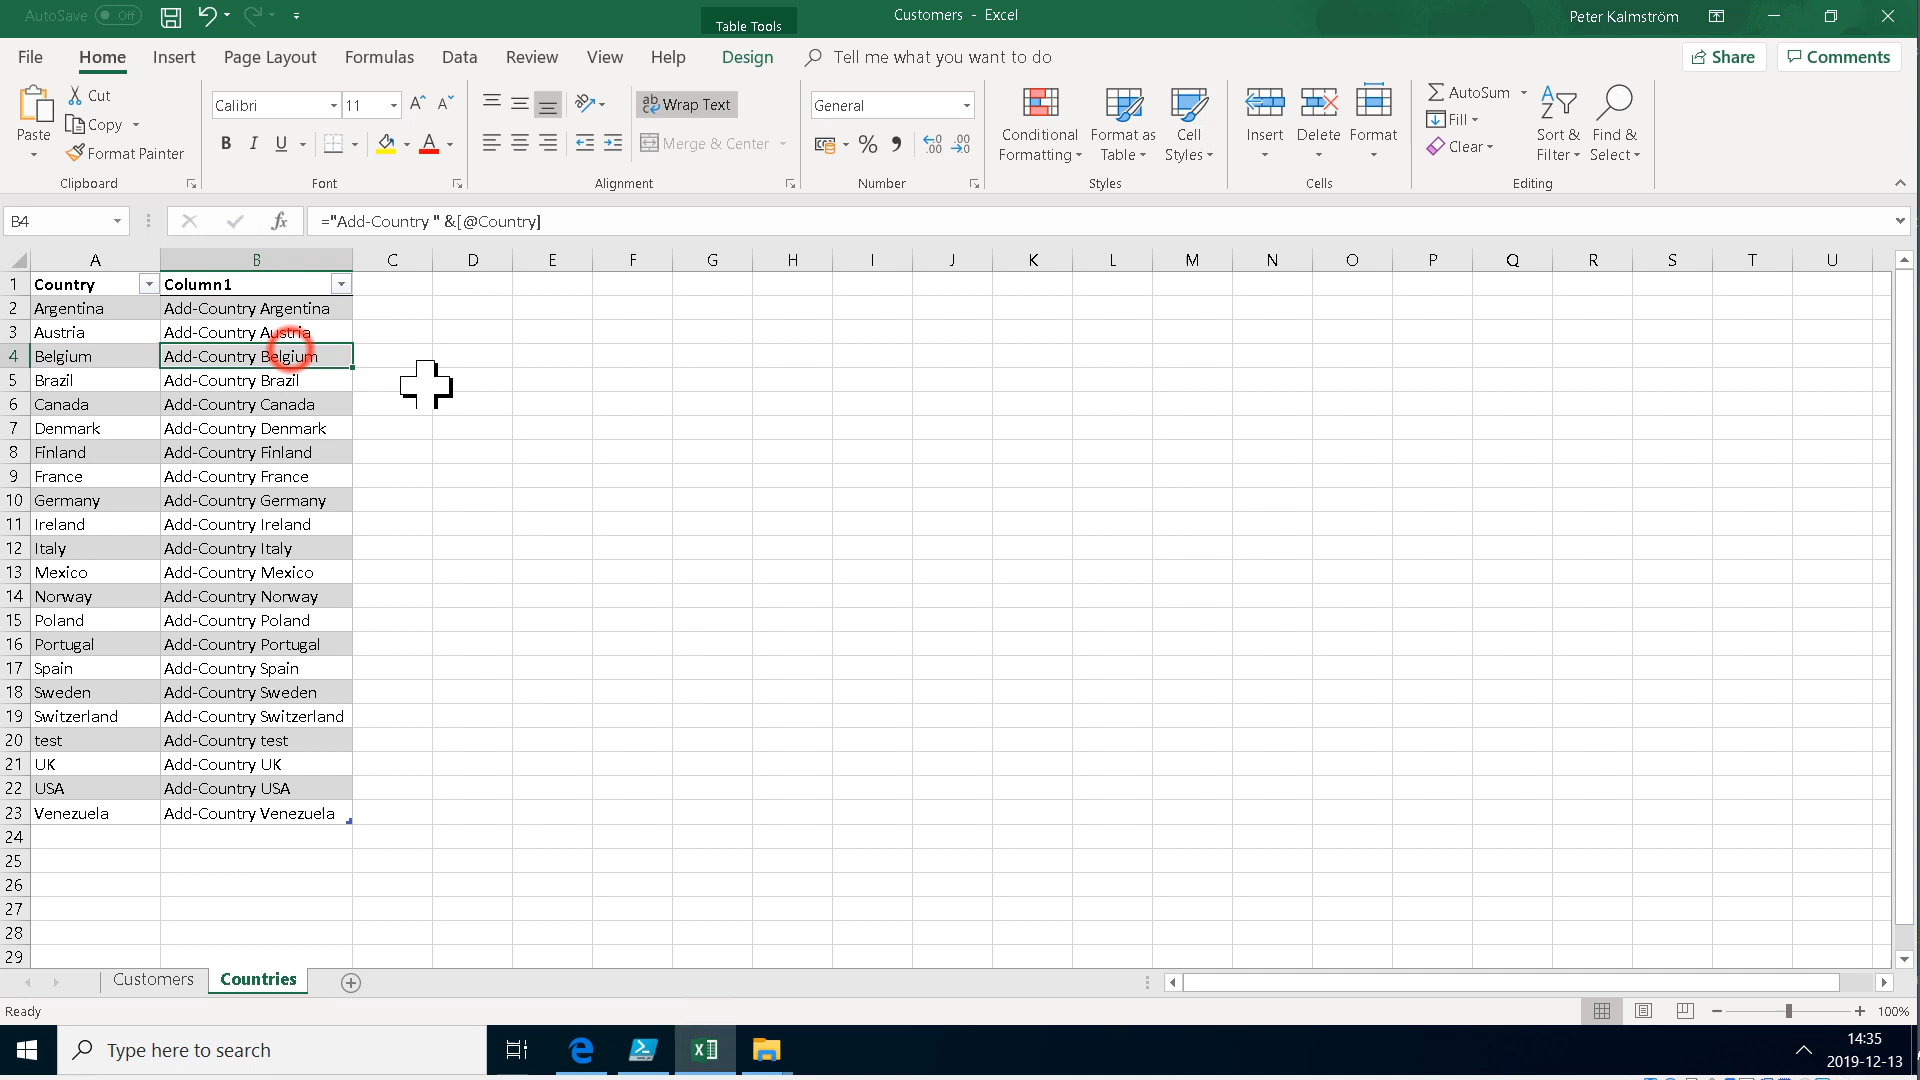 AutoSave Off
Table Tools
Customers - Excel
Peter Kalmström
File Home Insert Page Layout Formulas Data Review View Help Design Tell me what you want to do Share Comments
Paste
Cut
Copy
Format Painter
Clipboard
Calibri 11
B I U
Font
Wrap Text
Merge & Center
Alignment
General
Number
Conditional Formatting
Format as Table
Cell Styles
Styles
Insert
Delete
Format
Cells
AutoSum
Fill
Clear
Sort & Filter
Find & Select
Editing
B4 fx ="Add-Country " &[@Country]
A B C D E F G H I J K L M N O P Q R S T U
1 Country Column1
2 Argentina Add-Country Argentina
3 Austria Add-Country Austria
4 Belgium Add-Country Belgium
5 Brazil Add-Country Brazil
6 Canada Add-Country Canada
7 Denmark Add-Country Denmark
8 Finland Add-Country Finland
9 France Add-Country France
10 Germany Add-Country Germany
11 Ireland Add-Country Ireland
12 Italy Add-Country Italy
13 Mexico Add-Country Mexico
14 Norway Add-Country Norway
15 Poland Add-Country Poland
16 Portugal Add-Country Portugal
17 Spain Add-Country Spain
18 Sweden Add-Country Sweden
19 Switzerland Add-Country Switzerland
20 test Add-Country test
21 UK Add-Country UK
22 USA Add-Country USA
23 Venezuela Add-Country Venezuela
24
25
26
27
28
29
Customers Countries
Ready
100%
Type here to search
14:35
2019-12-13